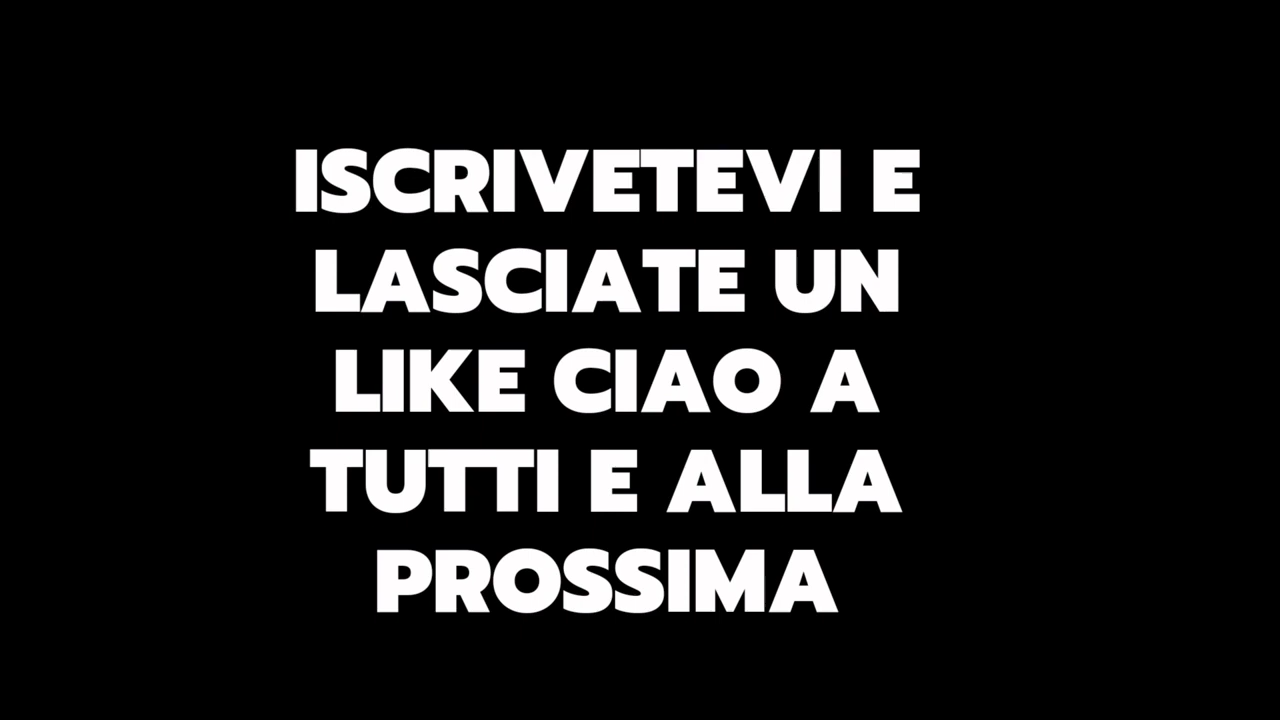 ISCRIVETEVI E
LASCIATE UN
LIKE CIAO A
TUTTI E ALLA
PROSSIMA